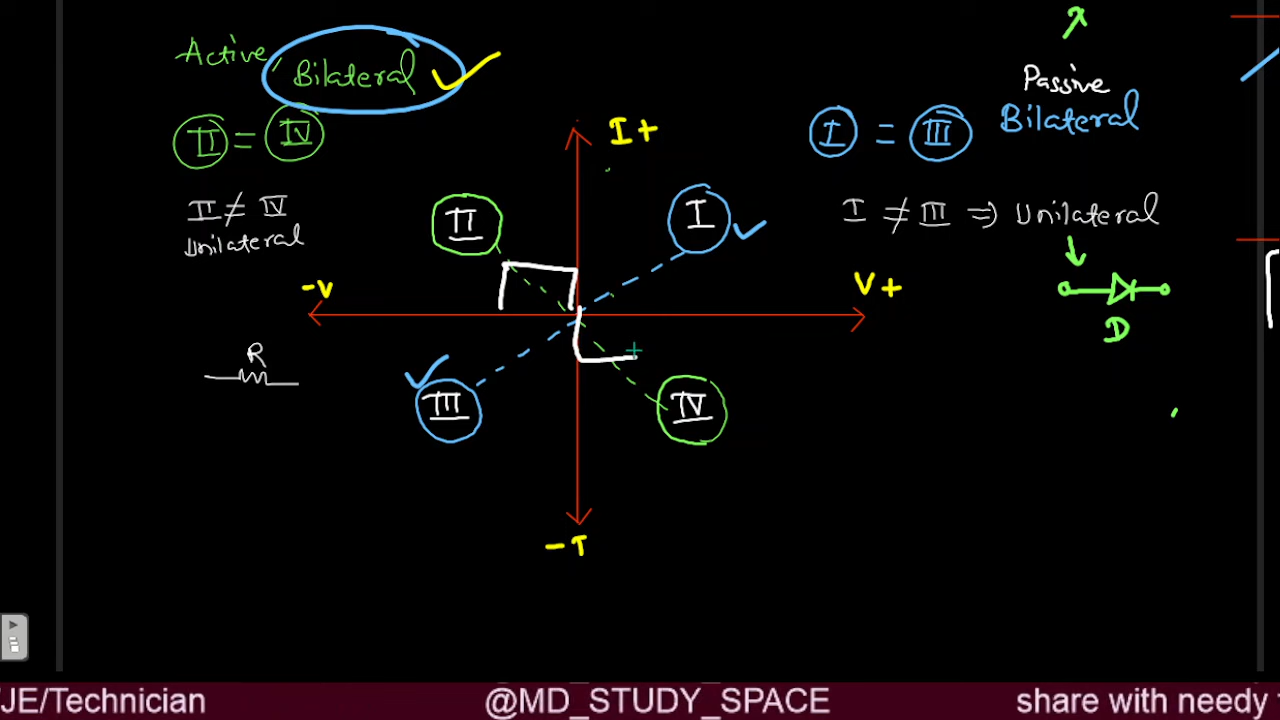 Active, Bilateral
II = IV
II ≠ IV
Unilateral
I+
Passive
Bilateral
I = III
I ≠ III ⇒ Unilateral
II
I
-V
V+
D
R
III
IV
-I
/JE/Technician @MD_STUDY_SPACE share with needy